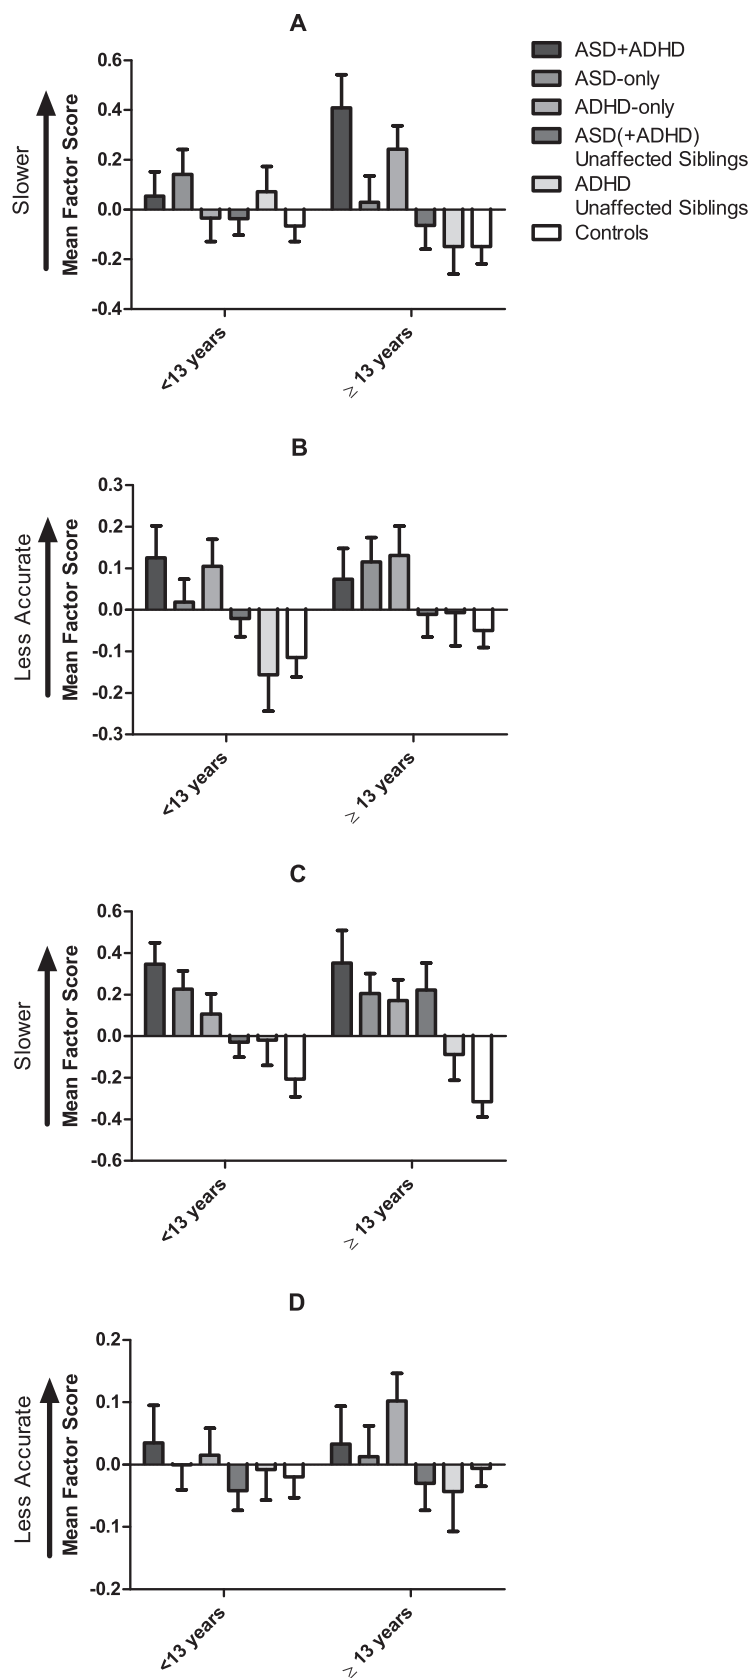 A
Slower
Mean Factor Score
0.6
0.4
0.2
0.0
-0.2
-0.4
<13 years
≥ 13 years
ASD+ADHD
ASD-only
ADHD-only
ASD(+ADHD)
Unaffected Siblings
ADHD
Unaffected Siblings
Controls
B
Less Accurate
Mean Factor Score
0.3
0.2
0.1
0.0
-0.1
-0.2
-0.3
<13 years
≥ 13 years
C
Slower
Mean Factor Score
0.6
0.4
0.2
0.0
-0.2
-0.4
-0.6
<13 years
≥ 13 years
D
Less Accurate
Mean Factor Score
0.2
0.1
0.0
-0.1
-0.2
<13 years
≥ 13 years